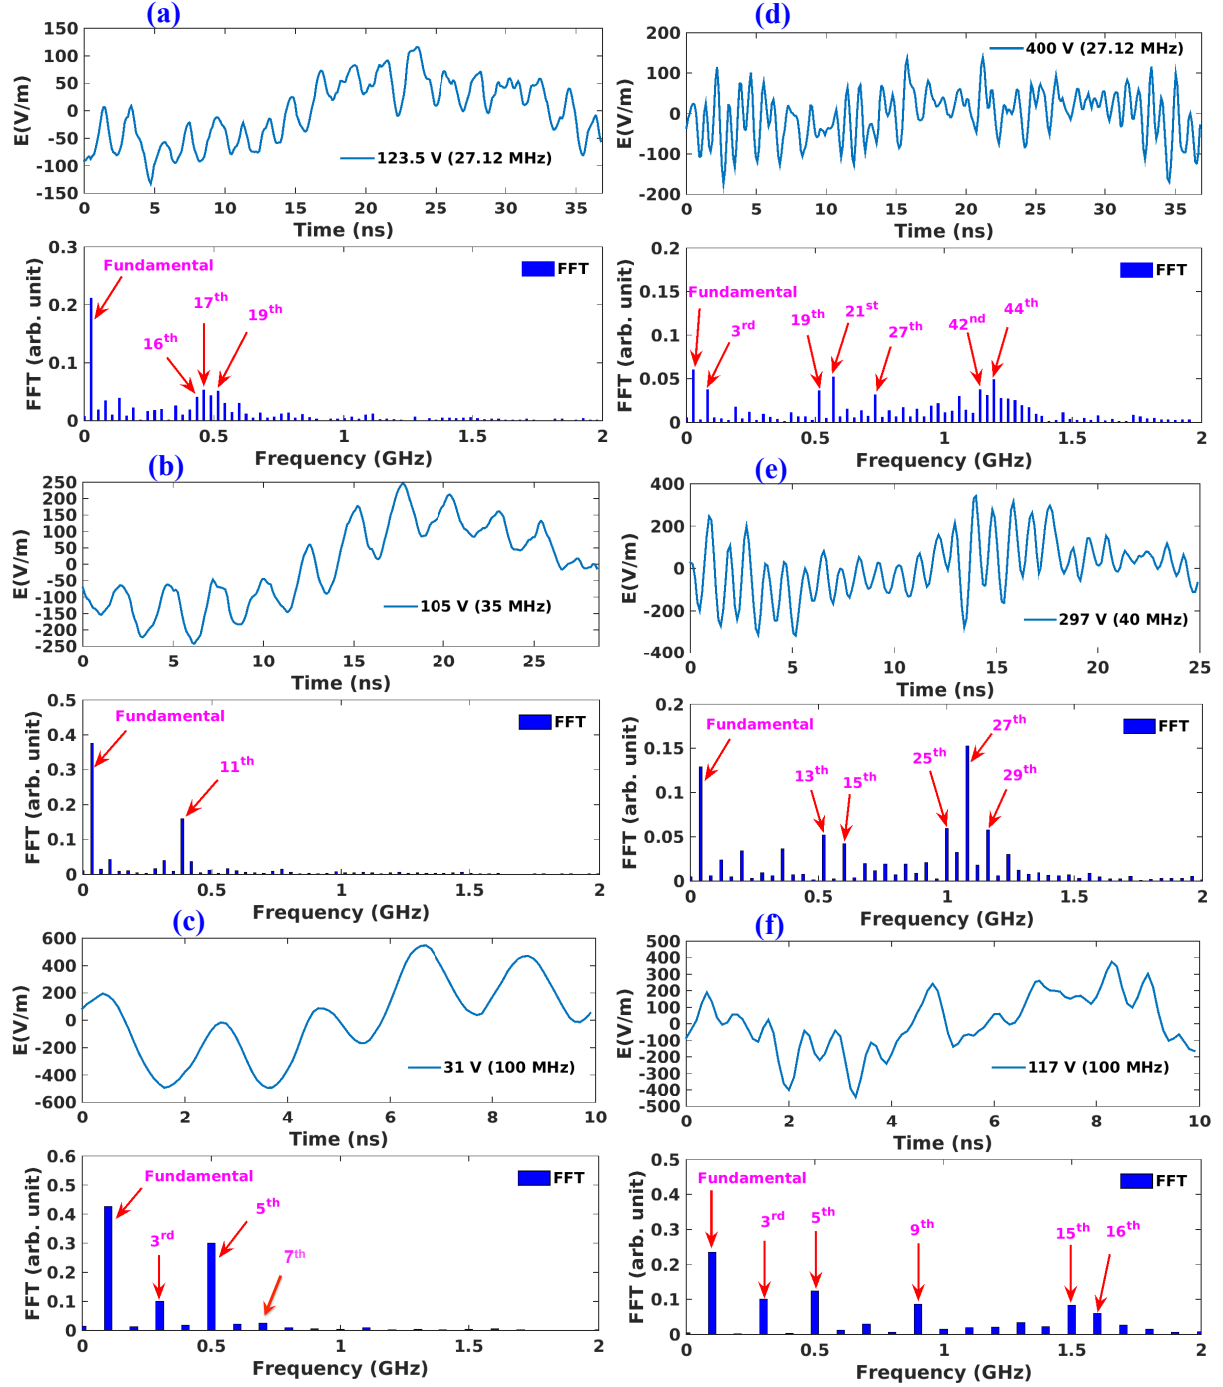 (a)
150
100
50
0
-50
-100
-150
E(V/m)
123.5 V (27.12 MHz)
0 5 10 15 20 25 30 35
Time (ns)
0.3
0.2
0.1
0
FFT (arb. unit)
Fundamental
16th
17th
19th
FFT
0 0.5 1 1.5 2
Frequency (GHz)
(b)
250
150
100
50
0
-50
-100
-150
-250
E(V/m)
105 V (35 MHz)
0 5 10 15 20 25
Time (ns)
0.5
0.4
0.3
0.2
0.1
0
FFT (arb. unit)
Fundamental
11th
FFT
0 0.5 1 1.5 2
Frequency (GHz)
(c)
600
400
200
0
-200
-400
-600
E(V/m)
31 V (100 MHz)
0 2 4 6 8 10
Time (ns)
0.6
0.5
0.4
0.3
0.2
0.1
0
FFT (arb. unit)
Fundamental
3rd
5th
7th
FFT
0 0.5 1 1.5 2
Frequency (GHz)
(d)
200
100
0
-100
-200
E(V/m)
400 V (27.12 MHz)
0 5 10 15 20 25 30 35
Time (ns)
0.2
0.15
0.1
0.05
0
FFT (arb. unit)
Fundamental
3rd
19th
21st
27th
42nd
44th
FFT
0 0.5 1 1.5 2
Frequency (GHz)
(e)
400
200
0
-200
-400
E(V/m)
297 V (40 MHz)
0 5 10 15 20 25
Time (ns)
0.2
0.15
0.1
0.05
0
FFT (arb. unit)
Fundamental
13th
15th
25th
27th
29th
FFT
0 0.5 1 1.5 2
Frequency (GHz)
(f)
500
400
300
200
100
0
-100
-200
-300
-400
-500
E(V/m)
117 V (100 MHz)
0 2 4 6 8 10
Time (ns)
0.5
0.4
0.3
0.2
0.1
0
FFT (arb. unit)
Fundamental
3rd
5th
9th
15th
16th
FFT
0 0.5 1 1.5 2
Frequency (GHz)